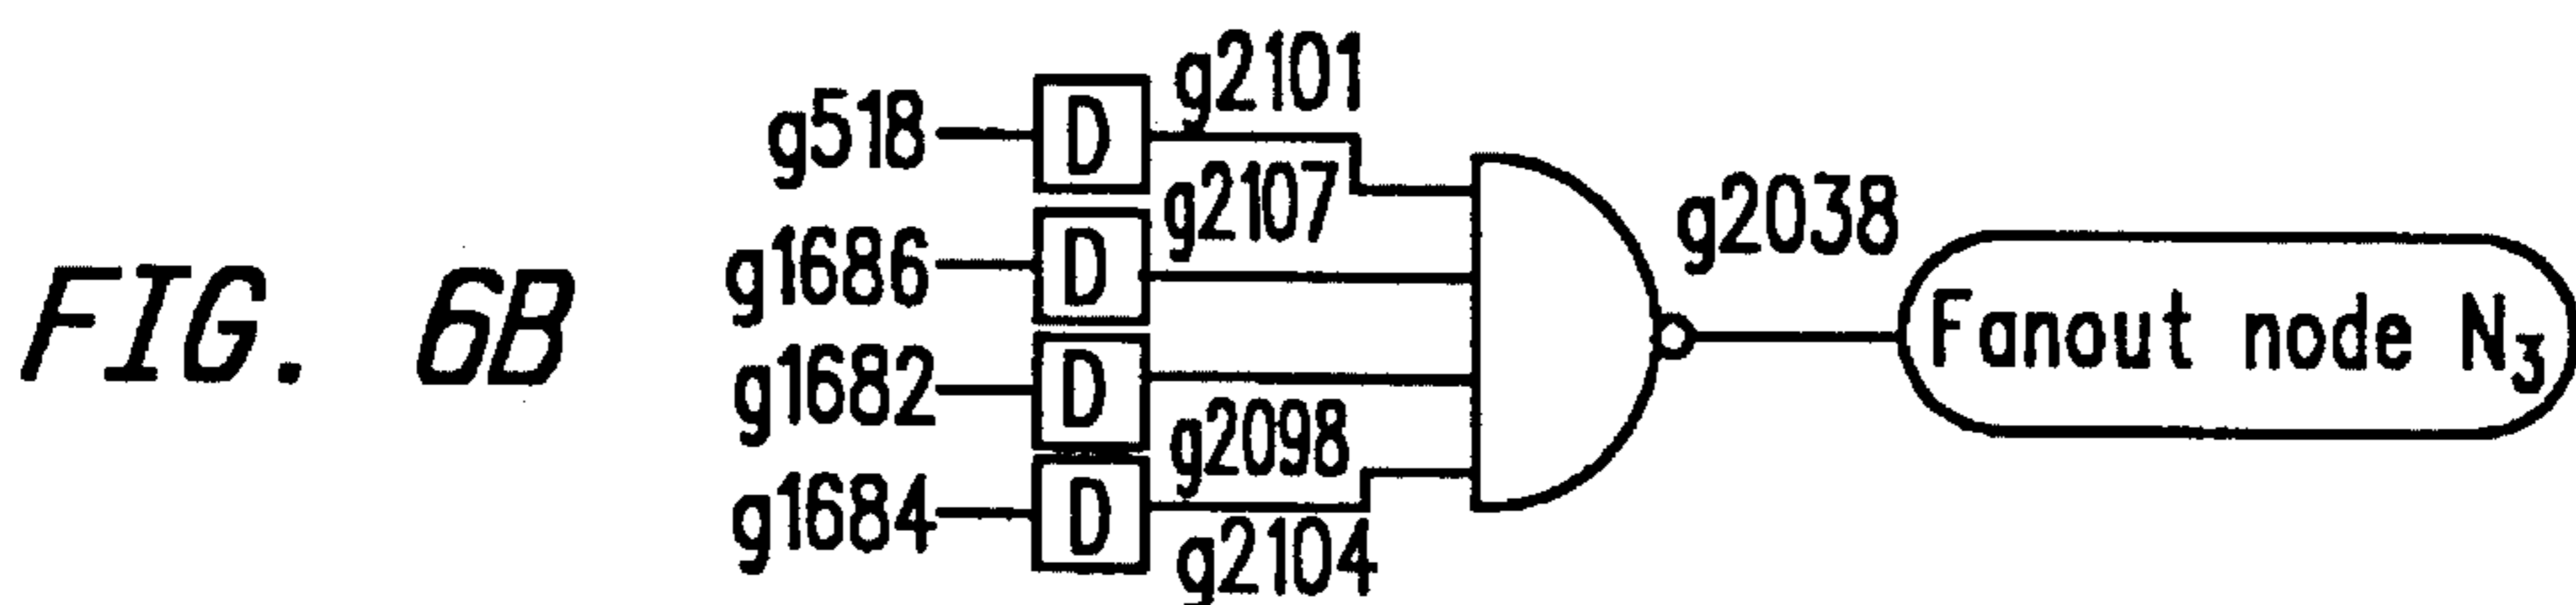 FIG. 6B
g518
D
g2101
g1686
D
g2107
g1682
D
g2098
g1684
D
g2104
g2038
Fanout node N₃